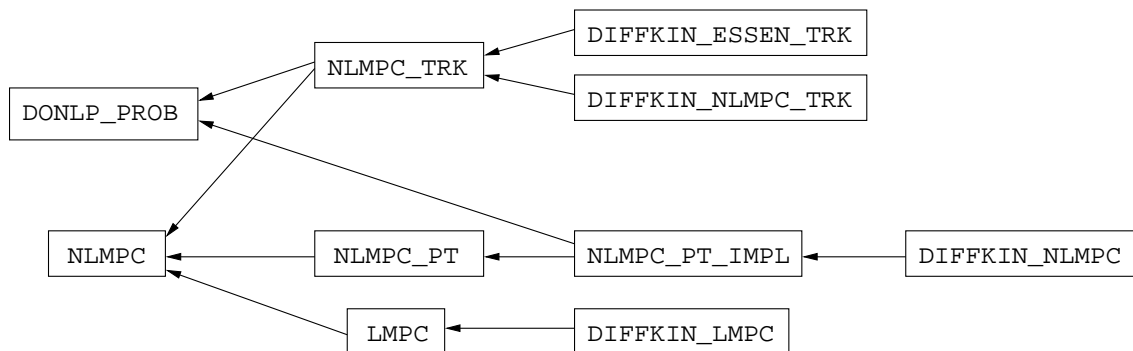 DIFFKIN_ESSEN_TRK
NLMPC_TRK
DIFFKIN_NLMPC_TRK
DONLP_PROB
NLMPC
NLMPC_PT
NLMPC_PT_IMPL
DIFFKIN_NLMPC
LMPC
DIFFKIN_LMPC